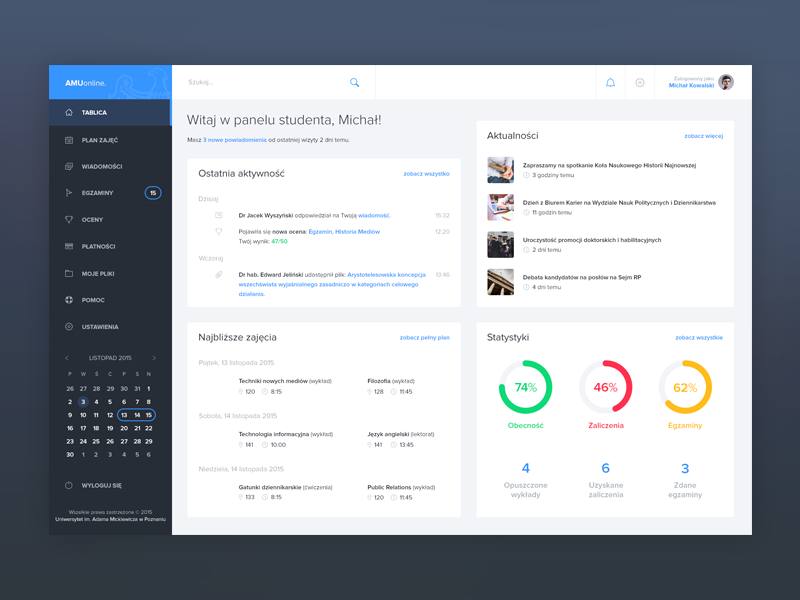 AMUonline.
Szukaj...
Zalogowany jako
Michał Kowalski
TABLICA
PLAN ZAJĘĆ
WIADOMOŚCI
EGZAMINY
15
OCENY
PŁATNOŚCI
MOJE PLIKI
POMOC
USTAWIENIA
LISTOPAD 2015
P W Ś C P S N
26 27 28 29 30 31 1
2 3 4 5 6 7 8
9 10 11 12 13 14 15
16 17 18 19 20 21 22
23 24 25 26 27 28 29
30 1 2 3 4 5 6
WYLOGUJ SIĘ
Wszelkie prawa zastrzeżone © 2015
Uniwersytet im. Adama Mickiewicza w Poznaniu
Witaj w panelu studenta, Michał!
Masz 3 nowe powiadomienia od ostatniej wizyty 2 dni temu.
Ostatnia aktywność
zobacz wszystko
Dzisiaj
Dr Jacek Wyszyński odpowiedział na Twoją wiadomość.
15:32
Pojawiła się nowa ocena: Egzamin, Historia Mediów
12:20
Twój wynik: 47/50
Wczoraj
Dr hab. Edward Jeliński udostępnił plik: Arystotelesowska koncepcja
13:46
wszechświata wyjaśnialnego zasadniczo w kategoriach celowego
działania.
Aktualności
zobacz więcej
Zapraszamy na spotkanie Koła Naukowego Historii Najnowszej
3 godziny temu
Dzień z Biurem Karier na Wydziale Nauk Politycznych i Dziennikarstwa
11 godzin temu
Uroczystość promocji doktorskich i habilitacyjnych
2 dni temu
Debata kandydatów na posłów na Sejm RP
4 dni temu
Najbliższe zajęcia
zobacz pełny plan
Piątek, 13 listopada 2015
Techniki nowych mediów (wykład)
120 8:15
Filozofia (wykład)
128 11:45
Sobota, 14 listopada 2015
Technologia informacyjna (wykład)
141 10:00
Język angielski (lektorat)
141 13:45
Niedziela, 14 listopada 2015
Gatunki dziennikarskie (ćwiczenia)
133 8:15
Public Relations (wykład)
120 11:45
Statystyki
zobacz wszystkie
74%
Obecność
46%
Zaliczenia
62%
Egzaminy
4
Opuszczone
wykłady
6
Uzyskane
zaliczenia
3
Zdane
egzaminy